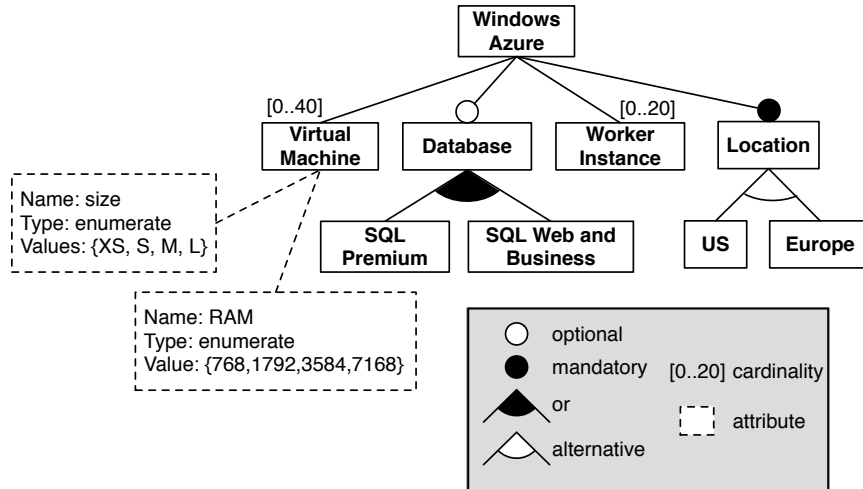 Windows
Azure
[0..40]
[0..20]
Virtual
Machine
Database
Worker
Instance
Location
Name: size
Type: enumerate
Values: {XS, S, M, L}
SQL
Premium
SQL Web and
Business
US
Europe
Name: RAM
Type: enumerate
Value: {768,1792,3584,7168}
optional
mandatory
[0..20] cardinality
or
attribute
alternative